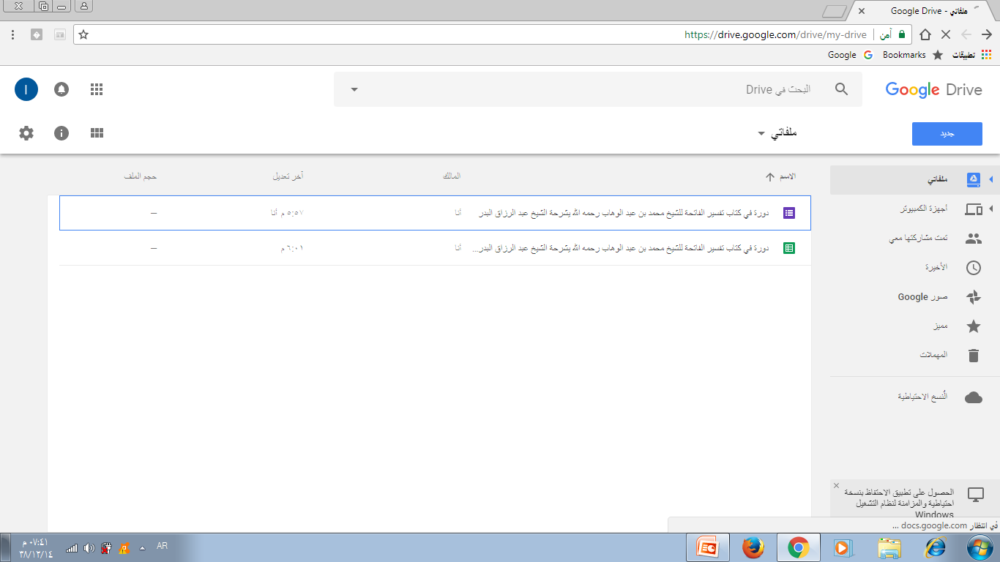 ملفاتي - Google Drive
https://drive.google.com/drive/my-drive
آمن
تطبيقات
Bookmarks
Google
Google Drive
البحث في Drive
I
جديد
ملفاتي
ملفاتي
أجهزة الكمبيوتر
تمت مشاركتها معي
الأخيرة
صور Google
مميز
المهملات
النُسخ الاحتياطية
الاسم
المالك
آخر تعديل
حجم الملف
دورة في كتاب تفسير الفاتحة للشيخ محمد بن عبد الوهاب رحمه الله يشرحة الشيخ عبد الرزاق البدر
أنا
٥:٥٧ م أنا
—
دورة في كتاب تفسير الفاتحة للشيخ محمد بن عبد الوهاب رحمه الله يشرحة الشيخ عبد الرزاق البدر...
أنا
٦:٠١ م
—
الحصول على تطبيق الاحتفاظ بنسخة
احتياطية والمزامنة لنظام التشغيل
Windows
في انتظار docs.google.com ...
AR
٠٧:٤١ م
٣٨/١٢/١٤